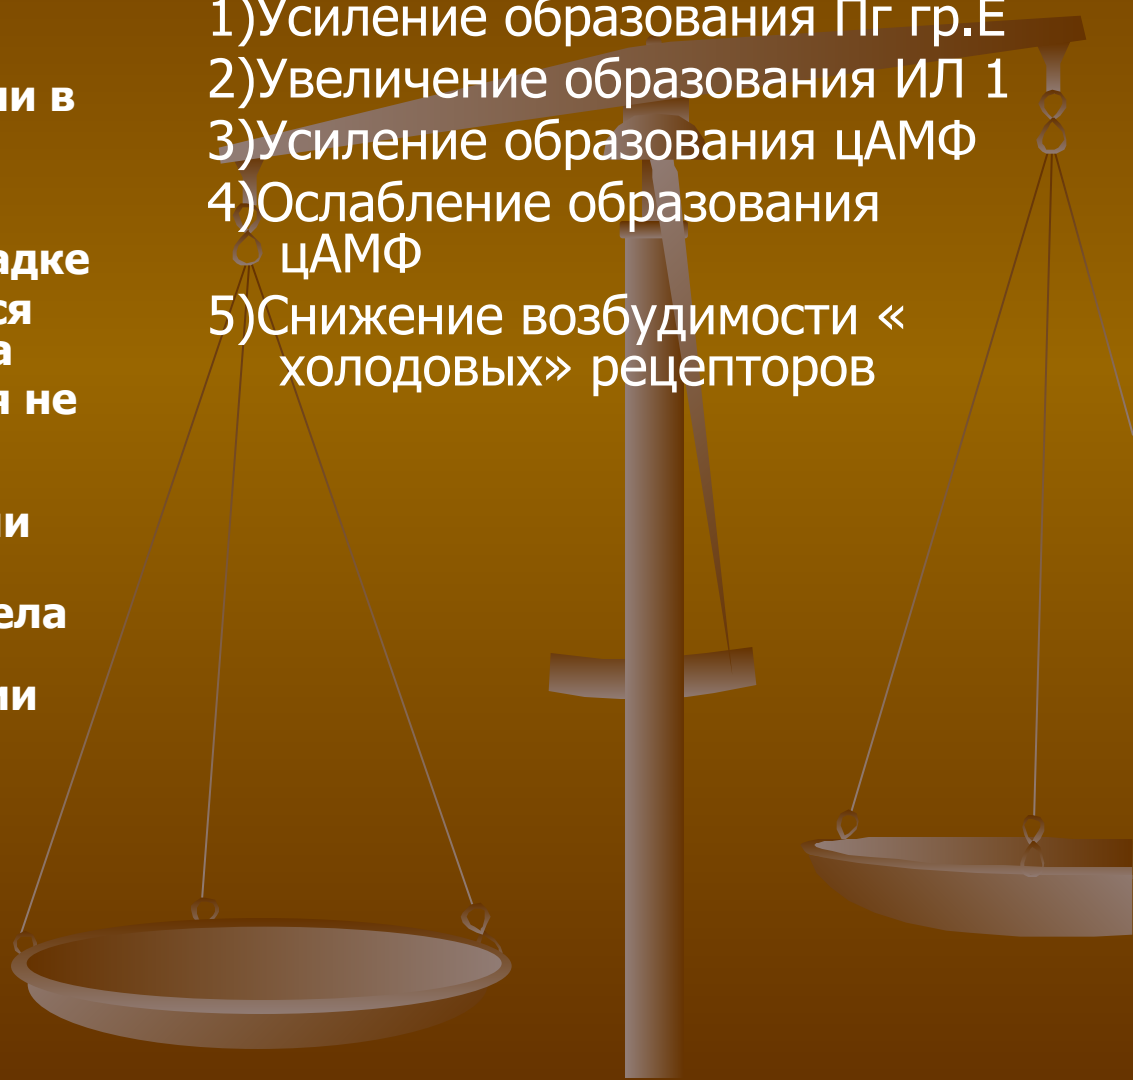 1)Усиление образования Пг гр.Е
2)Увеличение образования ИЛ 1
3)Усиление образования цАМФ
4)Ослабление образования
цАМФ
5)Снижение возбудимости «
холодовых» рецепторов
и в
адке
ся
а
я не
ии
ела
ии